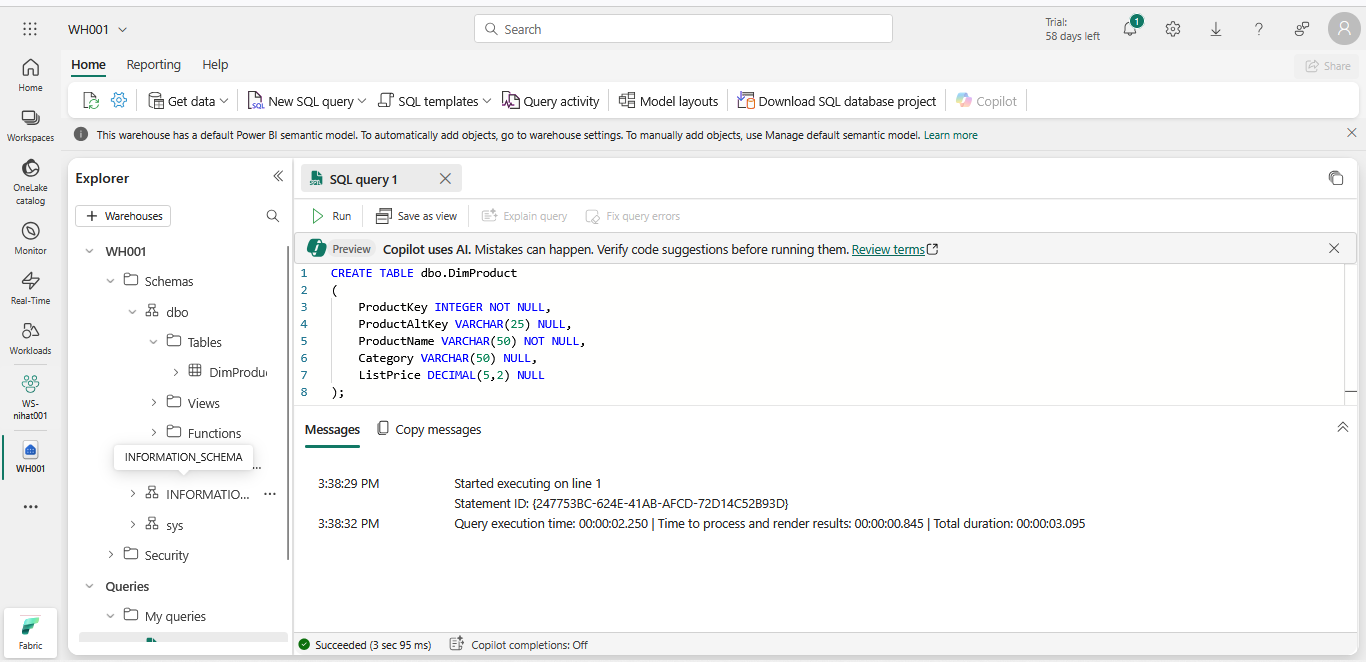 WH001
Search
Trial:
58 days left
1
Home
Reporting
Help
Share
Get data
New SQL query
SQL templates
Query activity
Model layouts
Download SQL database project
Copilot
This warehouse has a default Power BI semantic model. To automatically add objects, go to warehouse settings. To manually add objects, use Manage default semantic model. Learn more
Home
Workspaces
OneLake
catalog
Monitor
Real-Time
Workloads
WS-
nihat001
WH001
Fabric
Explorer
Warehouses
WH001
Schemas
dbo
Tables
DimProdu
Views
Functions
INFORMATION_SCHEMA
INFORMATIO...
sys
Security
Queries
My queries
SQL query 1
Run
Save as view
Explain query
Fix query errors
Preview Copilot uses AI. Mistakes can happen. Verify code suggestions before running them. Review terms
1 CREATE TABLE dbo.DimProduct
2 (
3 ProductKey INTEGER NOT NULL,
4 ProductAltKey VARCHAR(25) NULL,
5 ProductName VARCHAR(50) NOT NULL,
6 Category VARCHAR(50) NULL,
7 ListPrice DECIMAL(5,2) NULL
8 );
Messages
Copy messages
3:38:29 PM Started executing on line 1
Statement ID: {247753BC-624E-41AB-AFCD-72D14C52B93D}
3:38:32 PM Query execution time: 00:00:02.250 | Time to process and render results: 00:00:00.845 | Total duration: 00:00:03.095
Succeeded (3 sec 95 ms)
Copilot completions: Off